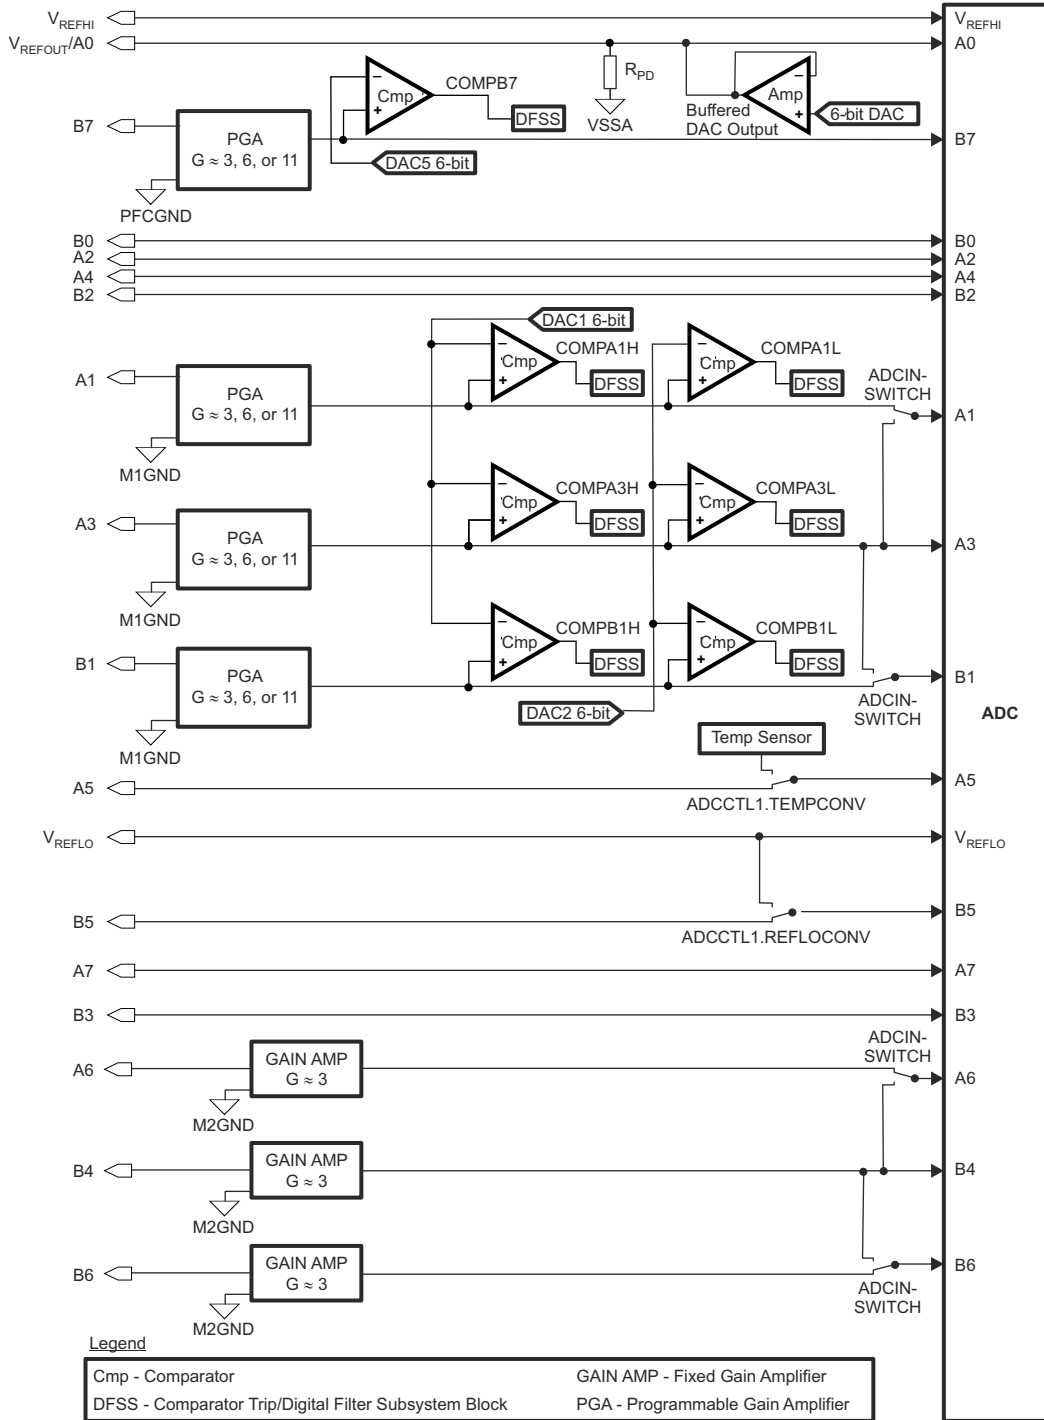 VREFHI
VREFHI
VREFOUT/A0
A0
COMPB7
Cmp
DFSS
RPD
VSSA
Amp
Buffered
DAC Output
6-bit DAC
B7
PGA
G ≈ 3, 6, or 11
DAC5 6-bit
B7
PFCGND
B0
B0
A2
A2
A4
A4
B2
B2
DAC1 6-bit
COMPA1H
Cmp
DFSS
COMPA1L
Cmp
DFSS
ADCIN-
SWITCH
A1
PGA
G ≈ 3, 6, or 11
A1
M1GND
COMPA3H
Cmp
DFSS
COMPA3L
Cmp
DFSS
A3
PGA
G ≈ 3, 6, or 11
A3
M1GND
COMPB1H
Cmp
DFSS
COMPB1L
Cmp
DFSS
B1
PGA
G ≈ 3, 6, or 11
B1
ADCIN-
SWITCH
DAC2 6-bit
ADC
M1GND
Temp Sensor
A5
A5
ADCCTL1.TEMPCONV
VREFLO
VREFLO
B5
B5
ADCCTL1.REFLOCONV
A7
A7
B3
B3
ADCIN-
SWITCH
A6
GAIN AMP
G ≈ 3
A6
M2GND
B4
GAIN AMP
G ≈ 3
B4
M2GND
B6
GAIN AMP
G ≈ 3
B6
ADCIN-
SWITCH
M2GND
Legend
Cmp - Comparator
GAIN AMP - Fixed Gain Amplifier
DFSS - Comparator Trip/Digital Filter Subsystem Block
PGA - Programmable Gain Amplifier